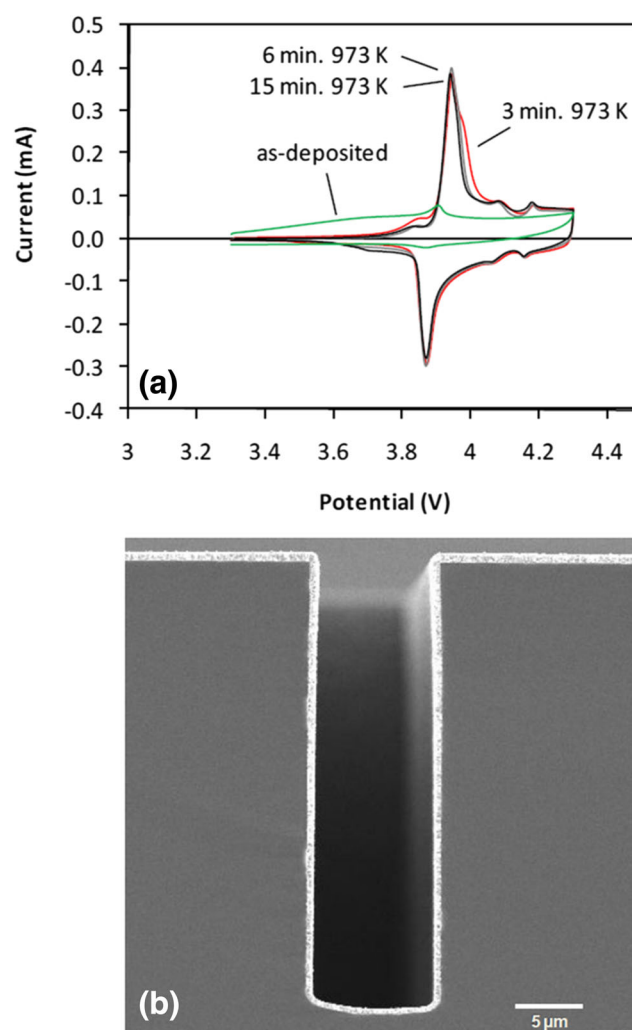 0.5
0.4
0.3
0.2
0.1
0.0
-0.1
-0.2
-0.3
-0.4
Current (mA)
6 min. 973 K
15 min. 973 K
3 min. 973 K
as-deposited
(a)
3 3.2 3.4 3.6 3.8 4 4.2 4.4
Potential (V)
(b)
5 µm